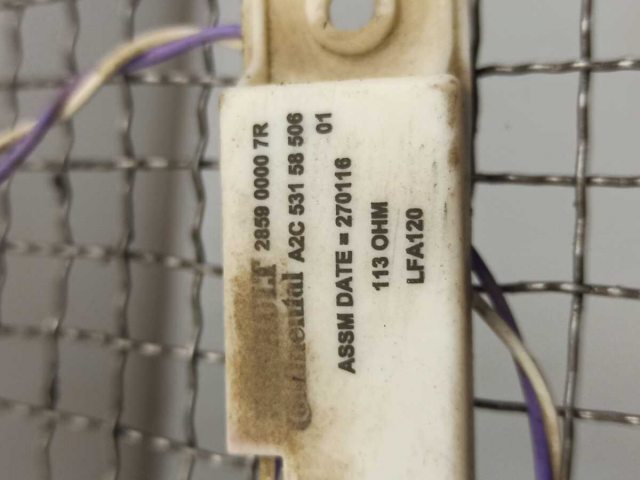 2859 0000 7R
A2C 531 58 506
ASSM DATE = 270116 01
113 OHM
LFA120